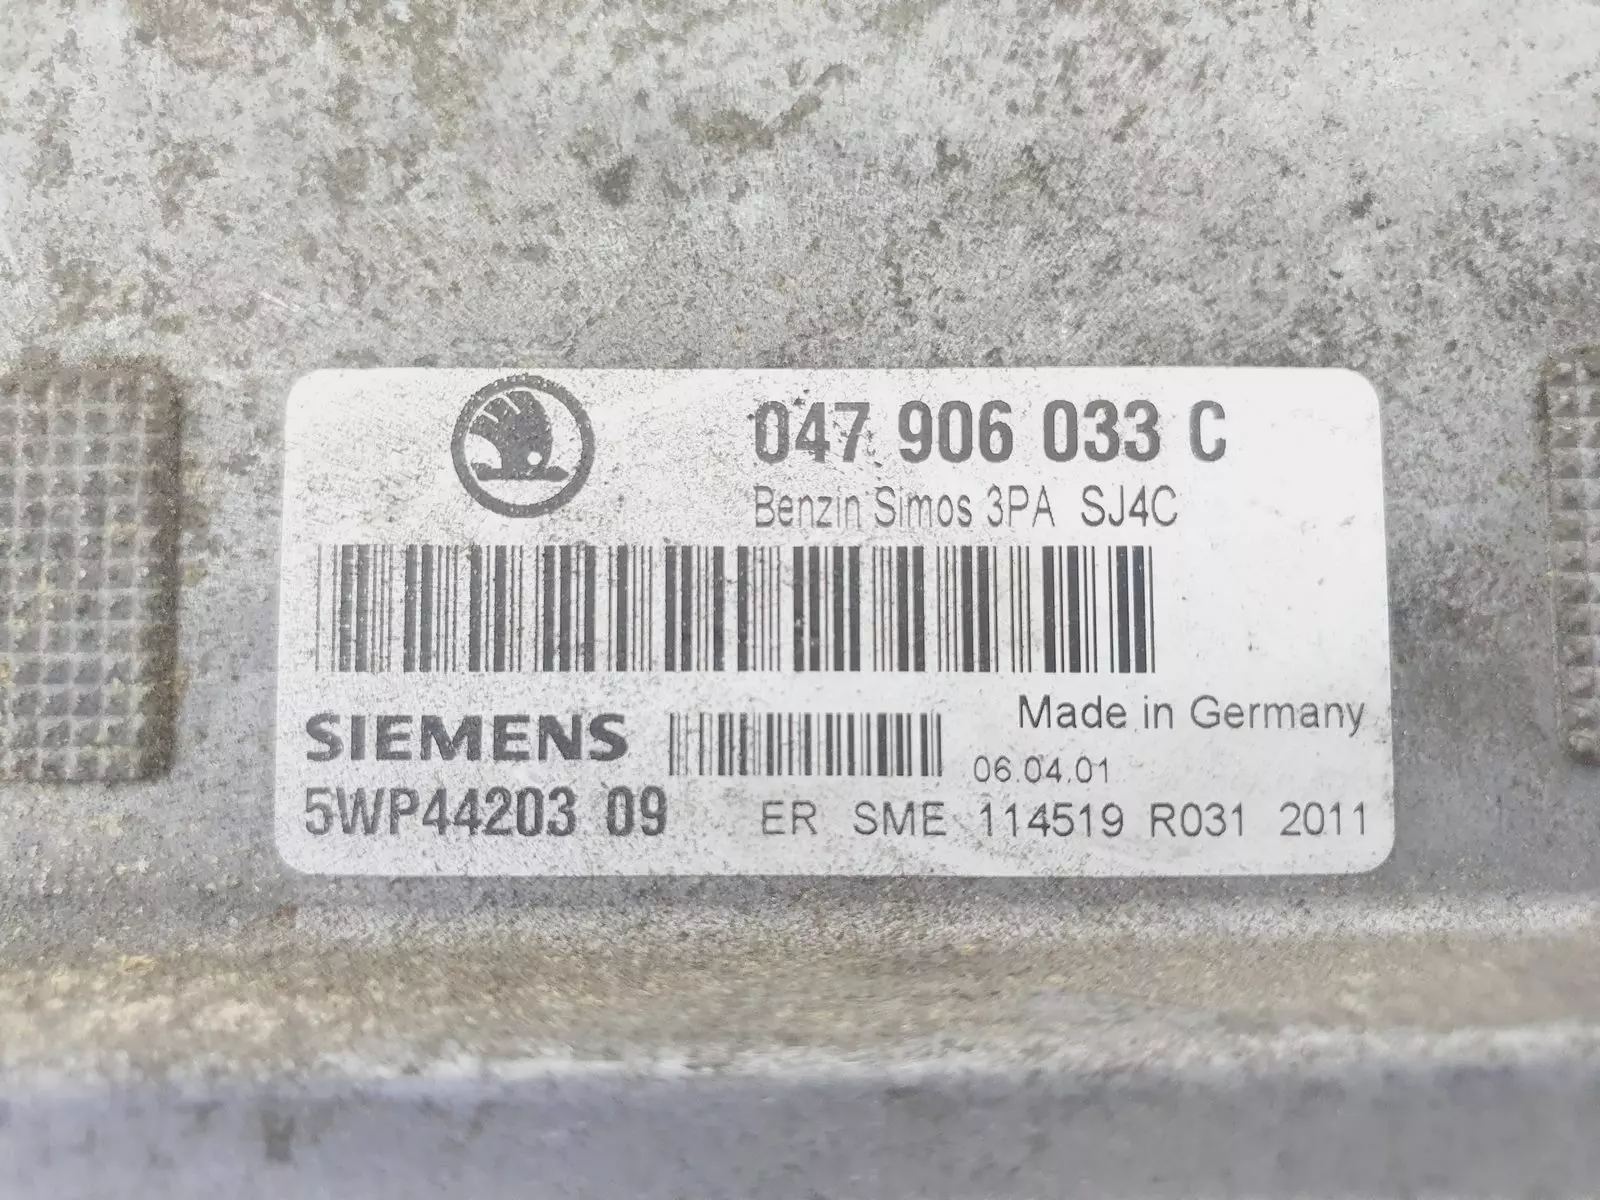 047 906 033 C
Benzin Simos 3PA SJ4C
SIEMENS
Made in Germany
06.04.01
5WP44203 09
ER SME 114519 R031 2011